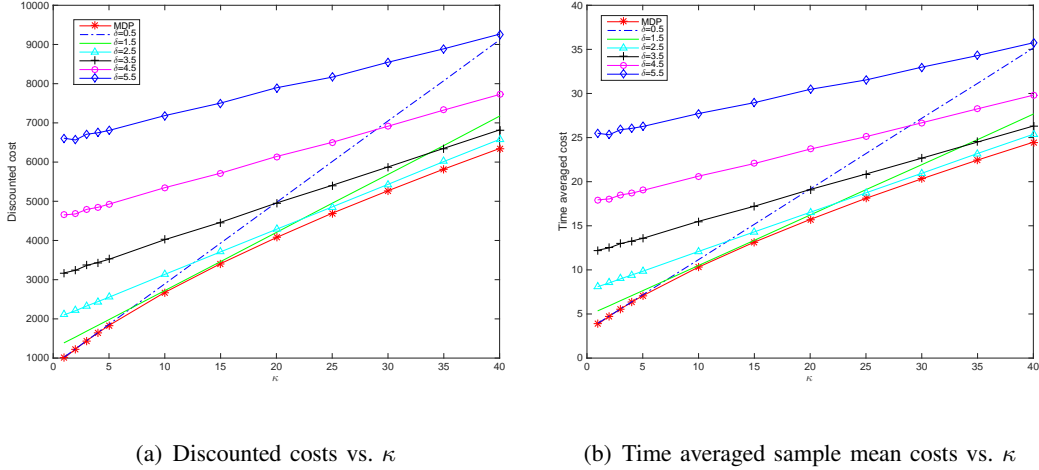 10000
9000
8000
7000
6000
5000
4000
3000
2000
1000
Discounted cost
MDP
δ=0.5
δ=1.5
δ=2.5
δ=3.5
δ=4.5
δ=5.5
0 5 10 15 20 25 30 35 40
κ
(a) Discounted costs vs. κ
40
35
30
25
20
15
10
5
0
Time averaged cost
MDP
δ=0.5
δ=1.5
δ=2.5
δ=3.5
δ=4.5
δ=5.5
0 5 10 15 20 25 30 35 40
κ
(b) Time averaged sample mean costs vs. κ